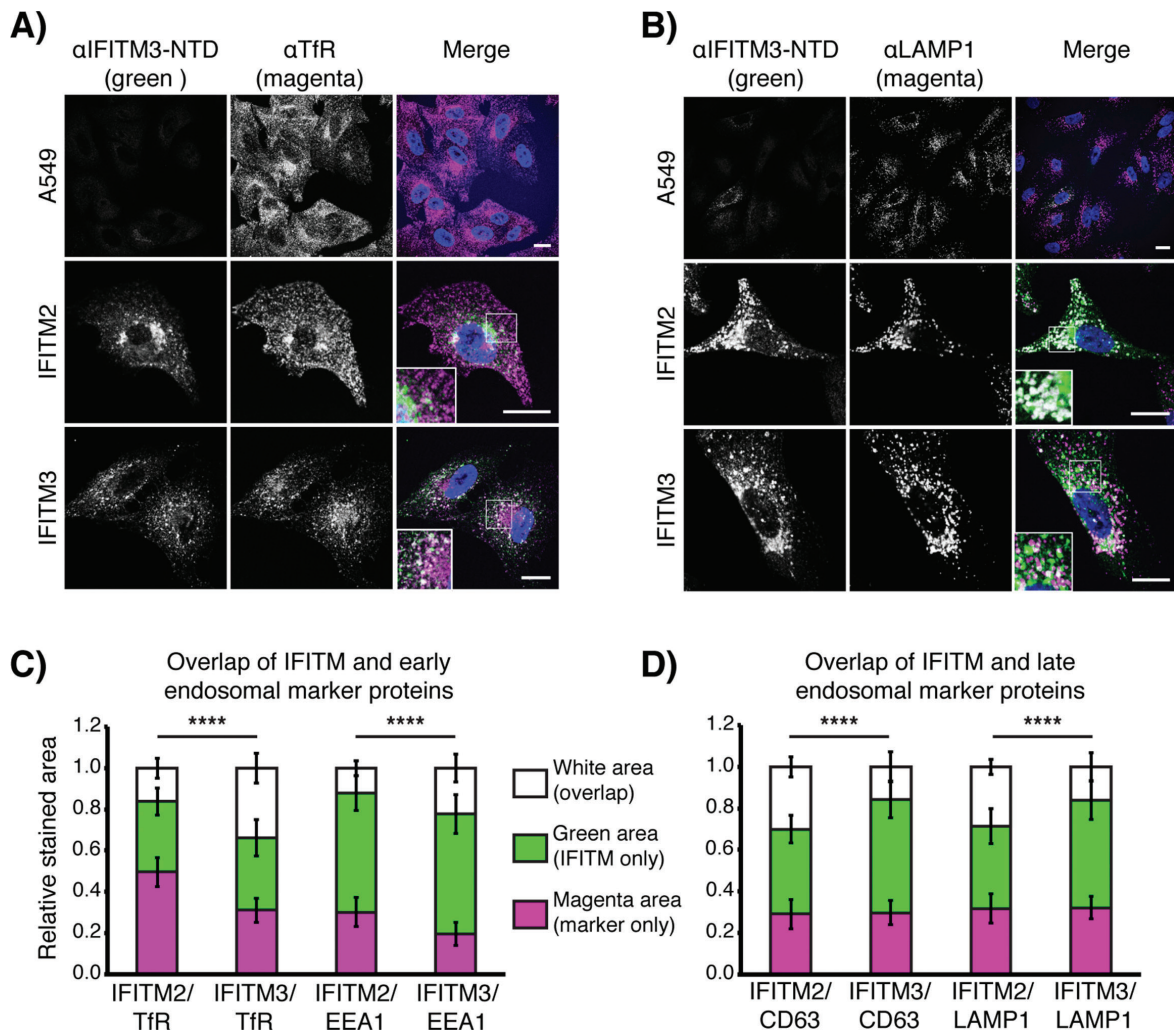 A)
αIFITM3-NTD
(green )
αTfR
(magenta)
Merge
A549
IFITM2
IFITM3
B)
αIFITM3-NTD
(green)
αLAMP1
(magenta)
Merge
A549
IFITM2
IFITM3
C)
Overlap of IFITM and early
endosomal marker proteins
****
****
Relative stained area
1.2
1.0
0.8
0.6
0.4
0.2
0.0
IFITM2/
TfR
IFITM3/
TfR
IFITM2/
EEA1
IFITM3/
EEA1
White area
(overlap)
Green area
(IFITM only)
Magenta area
(marker only)
D)
Overlap of IFITM and late
endosomal marker proteins
****
****
1.2
1.0
0.8
0.6
0.4
0.2
0.0
IFITM2/
CD63
IFITM3/
CD63
IFITM2/
LAMP1
IFITM3/
LAMP1